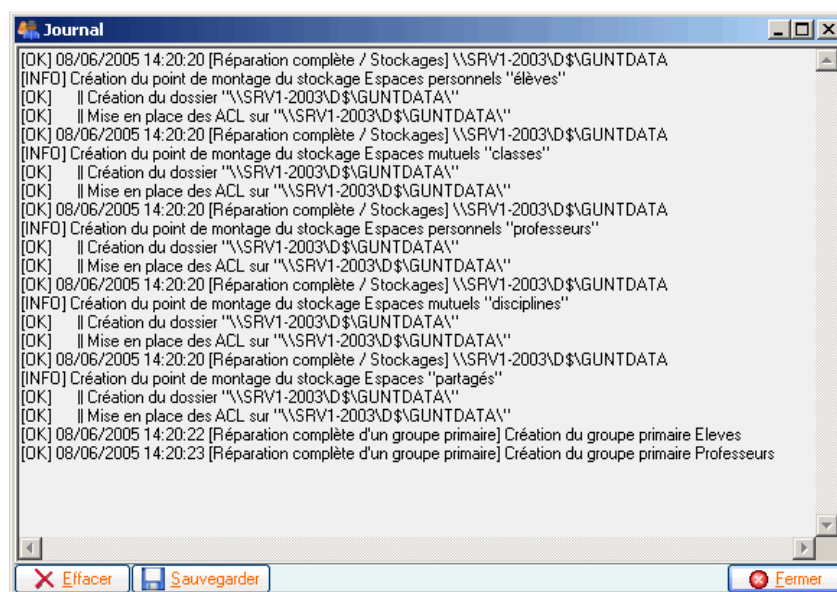 Journal
[OK] 08/06/2005 14:20:20 [Réparation complète / Stockages] \\SRV1-2003\D$\GUNTDATA
[INFO] Création du point de montage du stockage Espaces personnels "élèves"
[OK] || Création du dossier "\\SRV1-2003\D$\GUNTDATA\"
[OK] || Mise en place des ACL sur "\\SRV1-2003\D$\GUNTDATA\"
[OK] 08/06/2005 14:20:20 [Réparation complète / Stockages] \\SRV1-2003\D$\GUNTDATA
[INFO] Création du point de montage du stockage Espaces mutuels "classes"
[OK] || Création du dossier "\\SRV1-2003\D$\GUNTDATA\"
[OK] || Mise en place des ACL sur "\\SRV1-2003\D$\GUNTDATA\"
[OK] 08/06/2005 14:20:20 [Réparation complète / Stockages] \\SRV1-2003\D$\GUNTDATA
[INFO] Création du point de montage du stockage Espaces personnels "professeurs"
[OK] || Création du dossier "\\SRV1-2003\D$\GUNTDATA\"
[OK] || Mise en place des ACL sur "\\SRV1-2003\D$\GUNTDATA\"
[OK] 08/06/2005 14:20:20 [Réparation complète / Stockages] \\SRV1-2003\D$\GUNTDATA
[INFO] Création du point de montage du stockage Espaces mutuels "disciplines"
[OK] || Création du dossier "\\SRV1-2003\D$\GUNTDATA\"
[OK] || Mise en place des ACL sur "\\SRV1-2003\D$\GUNTDATA\"
[OK] 08/06/2005 14:20:20 [Réparation complète / Stockages] \\SRV1-2003\D$\GUNTDATA
[INFO] Création du point de montage du stockage Espaces "partagés"
[OK] || Création du dossier "\\SRV1-2003\D$\GUNTDATA\"
[OK] || Mise en place des ACL sur "\\SRV1-2003\D$\GUNTDATA\"
[OK] 08/06/2005 14:20:22 [Réparation complète d'un groupe primaire] Création du groupe primaire Eleves
[OK] 08/06/2005 14:20:23 [Réparation complète d'un groupe primaire] Création du groupe primaire Professeurs
Effacer Sauvegarder Fermer